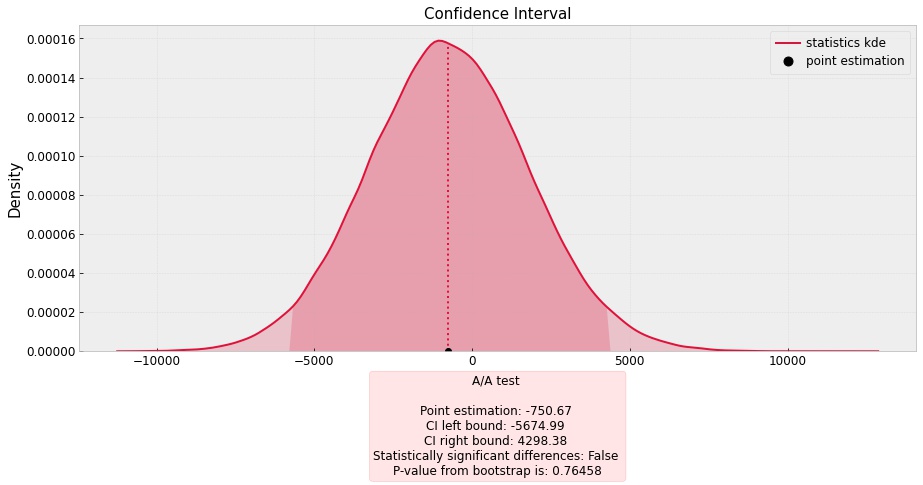 Confidence Interval
statistics kde
point estimation
Density
0.00016
0.00014
0.00012
0.00010
0.00008
0.00006
0.00004
0.00002
0.00000
−10000 −5000 0 5000 10000
A/A test
Point estimation: -750.67
CI left bound: -5674.99
CI right bound: 4298.38
Statistically significant differences: False
P-value from bootstrap is: 0.76458